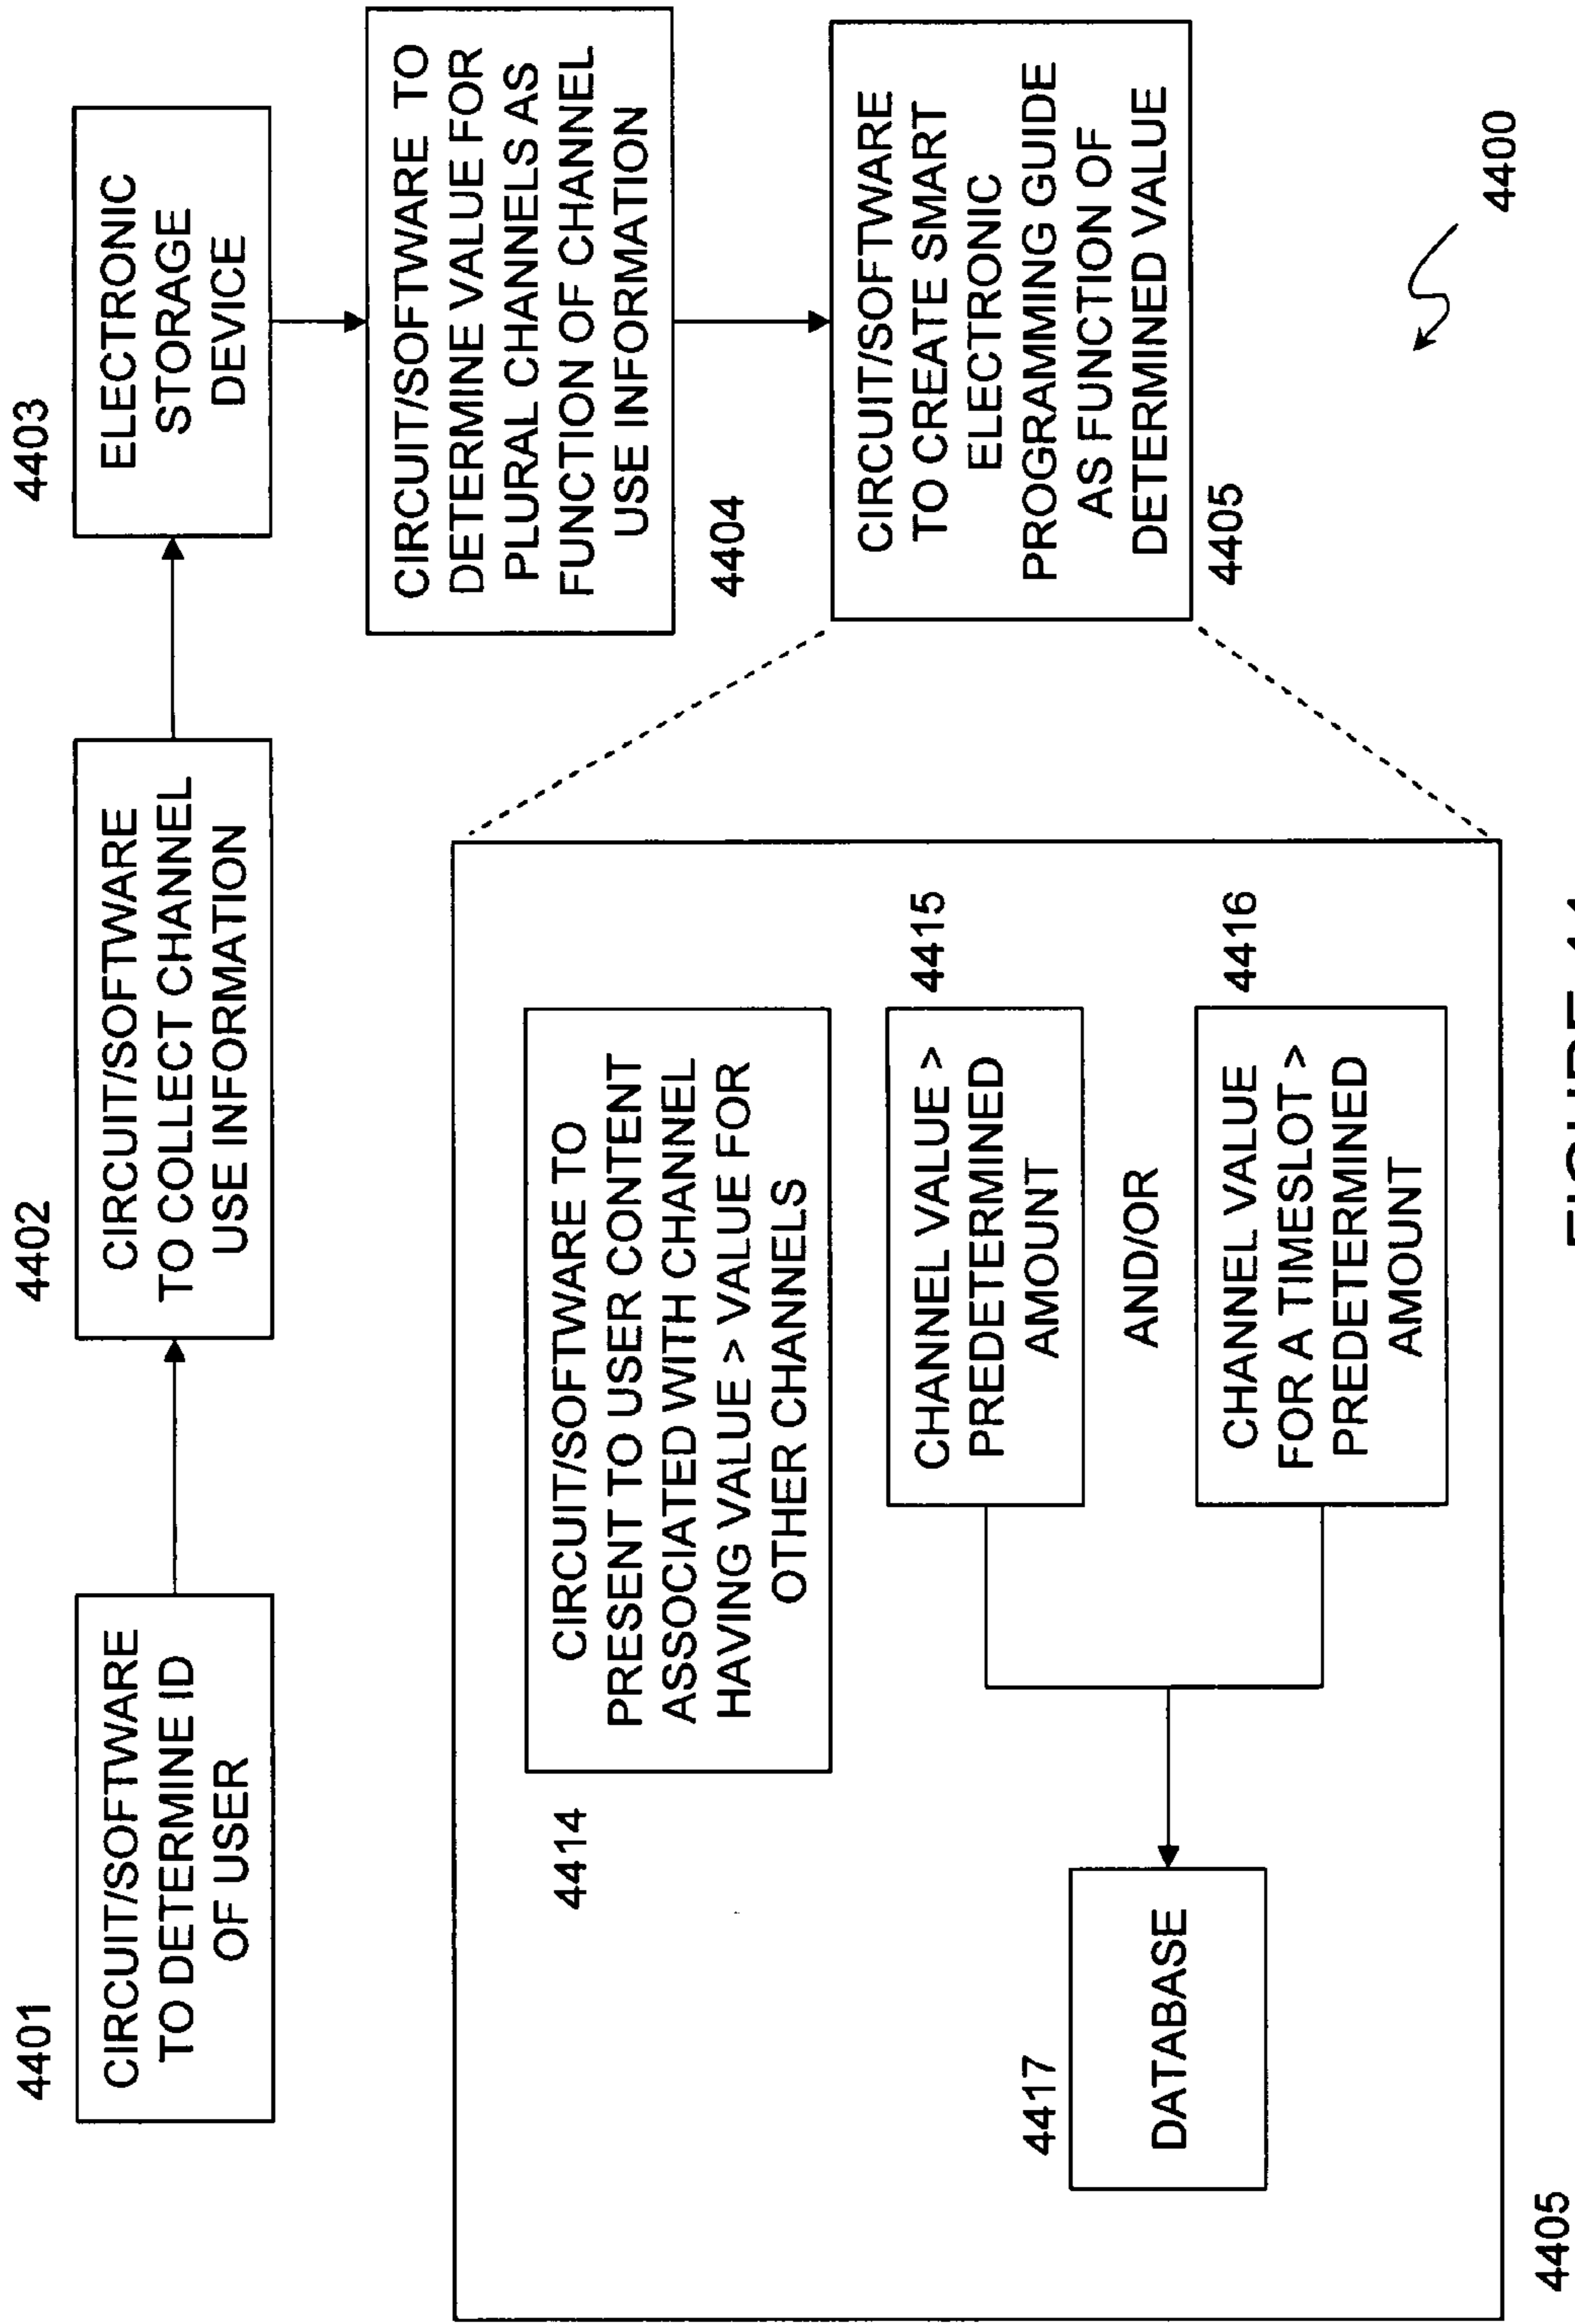 4401
CIRCUIT/SOFTWARE
TO DETERMINE ID
OF USER
4402
CIRCUIT/SOFTWARE
TO COLLECT CHANNEL
USE INFORMATION
4403
ELECTRONIC
STORAGE
DEVICE
CIRCUIT/SOFTWARE TO
DETERMINE VALUE FOR
PLURAL CHANNELS AS
FUNCTION OF CHANNEL
USE INFORMATION
4404
CIRCUIT/SOFTWARE
TO CREATE SMART
ELECTRONIC
PROGRAMMING GUIDE
AS FUNCTION OF
DETERMINED VALUE
4405
4414
CIRCUIT/SOFTWARE TO
PRESENT TO USER CONTENT
ASSOCIATED WITH CHANNEL
HAVING VALUE > VALUE FOR
OTHER CHANNELS
4415
CHANNEL VALUE >
PREDETERMINED
AMOUNT
AND/OR
4416
CHANNEL VALUE
FOR A TIMESLOT >
PREDETERMINED
AMOUNT
4417
DATABASE
4405
4400